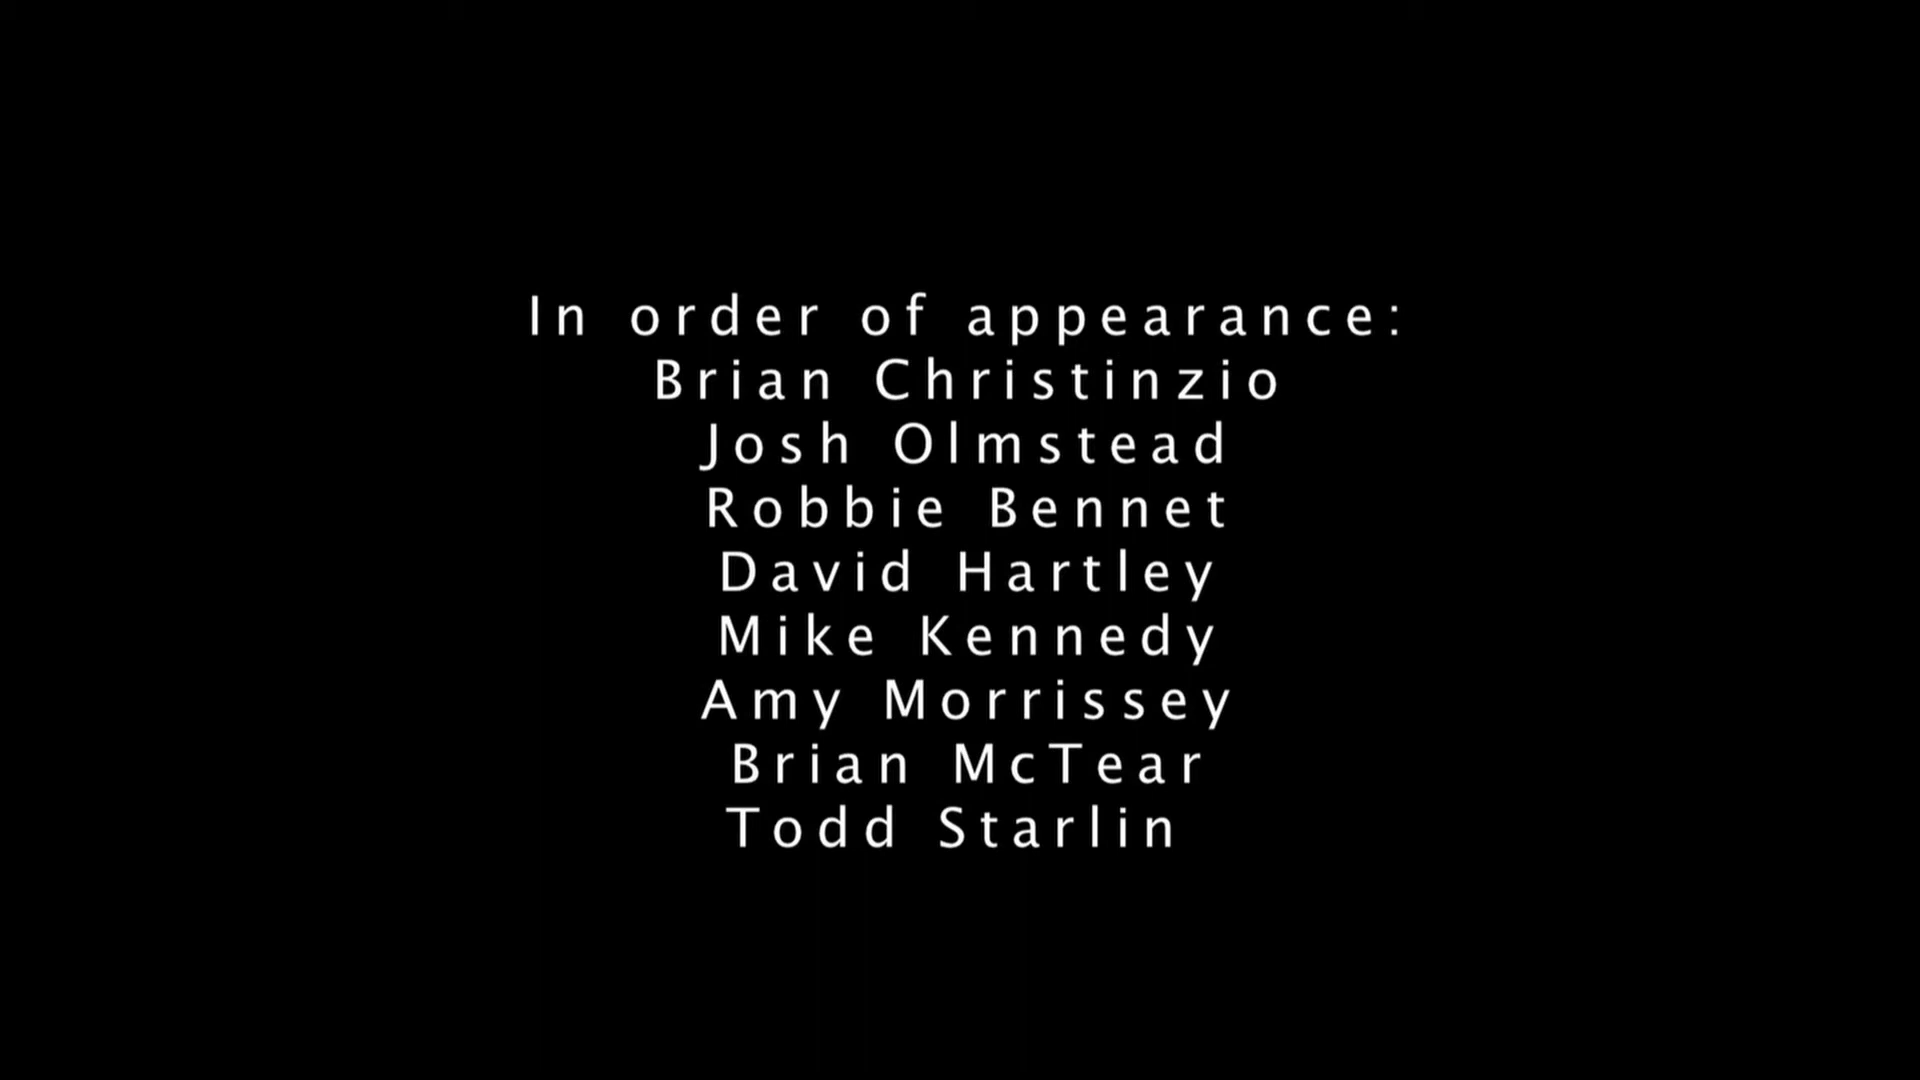 In order of appearance:
Brian Christinzio
Josh Olmstead
Robbie Bennet
David Hartley
Mike Kennedy
Amy Morrissey
Brian McTear
Todd Starlin